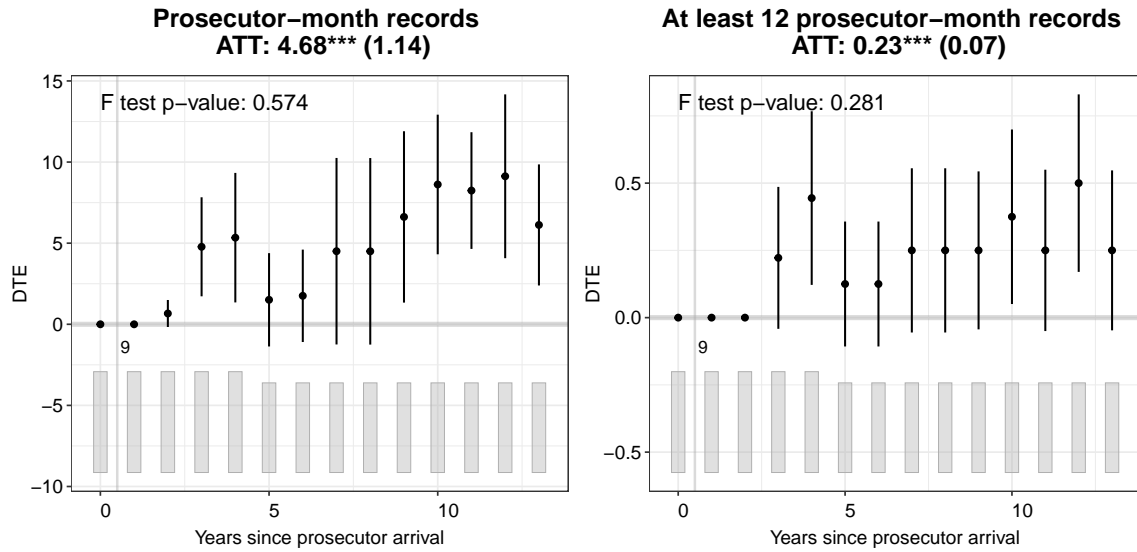 Prosecutor−month records
ATT: 4.68*** (1.14)
F test p−value: 0.574
15
10
5
0
−5
−10
DTE
9
0
5
10
Years since prosecutor arrival
At least 12 prosecutor−month records
ATT: 0.23*** (0.07)
F test p−value: 0.281
0.5
0.0
−0.5
DTE
9
0
5
10
Years since prosecutor arrival